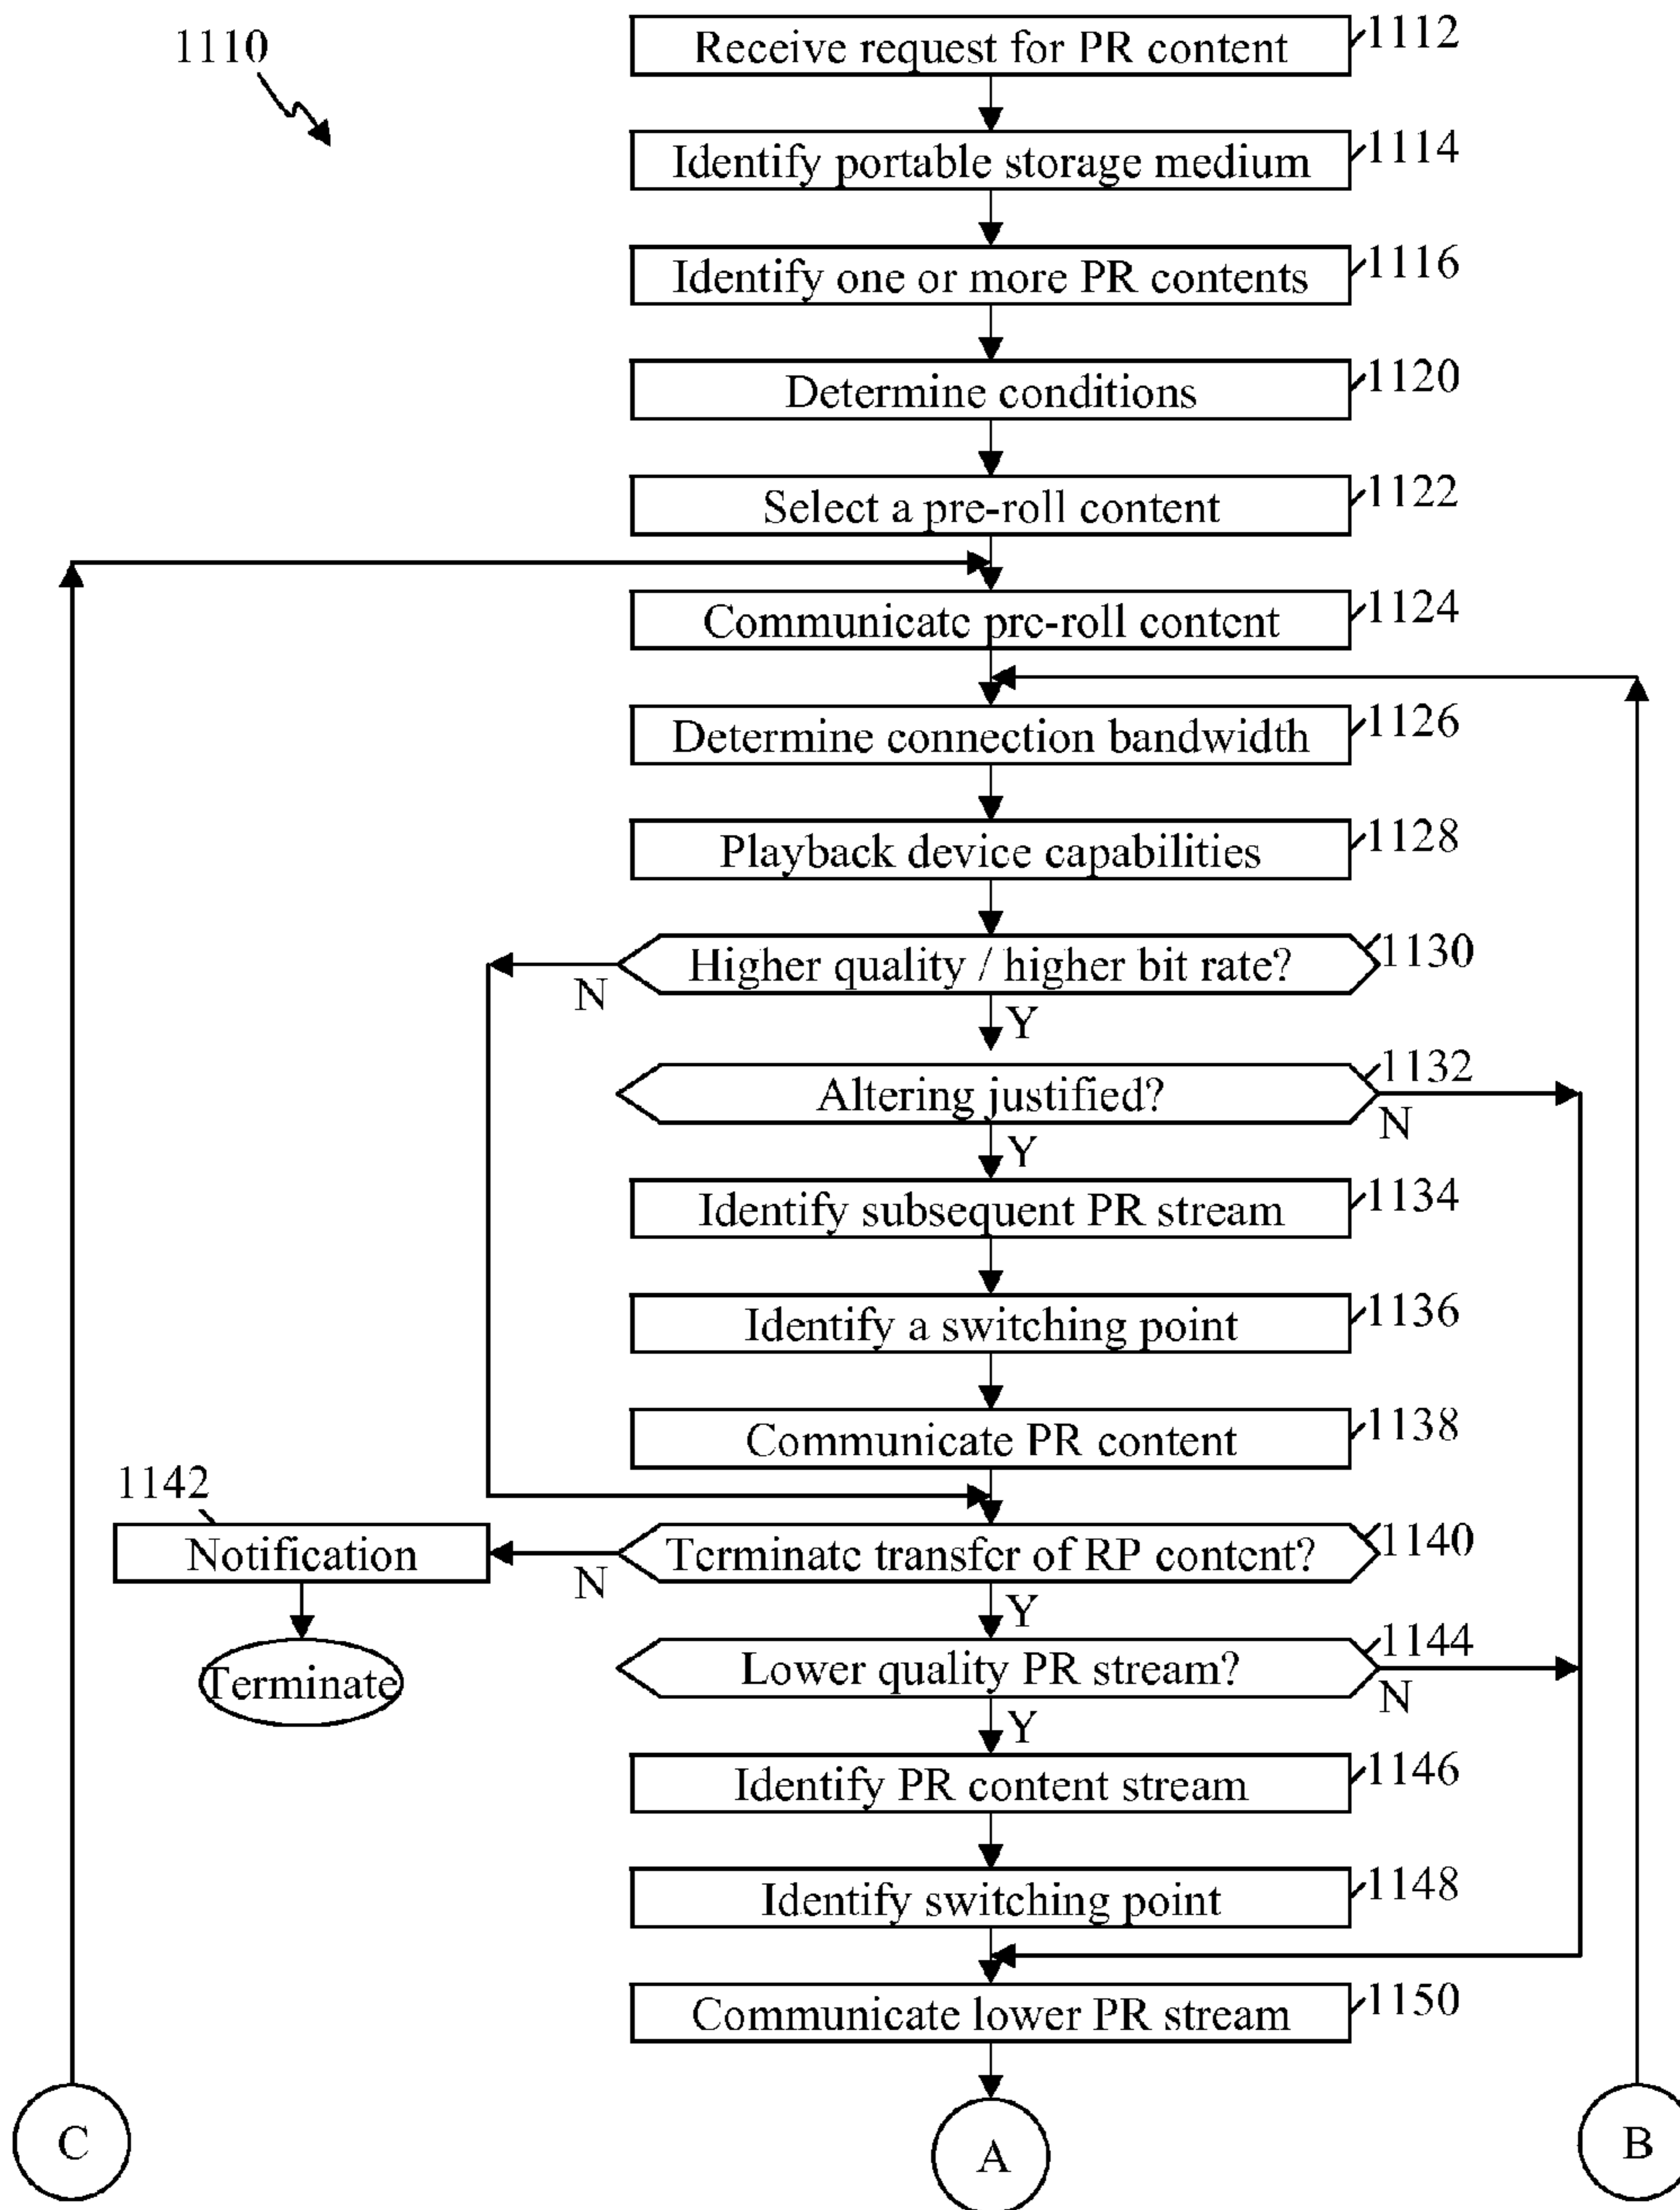 1110
Receive request for PR content
1112
Identify portable storage medium
1114
Identify one or more PR contents
1116
Determine conditions
1120
Select a pre-roll content
1122
Communicate pre-roll content
1124
Determine connection bandwidth
1126
Playback device capabilities
1128
Higher quality / higher bit rate?
1130
N
Y
Altering justified?
1132
N
Y
Identify subsequent PR stream
1134
Identify a switching point
1136
Communicate PR content
1138
1142
Notification
Terminate transfer of RP content?
1140
N
Y
Terminate
Lower quality PR stream?
1144
N
Y
Identify PR content stream
1146
Identify switching point
1148
Communicate lower PR stream
1150
C
A
B